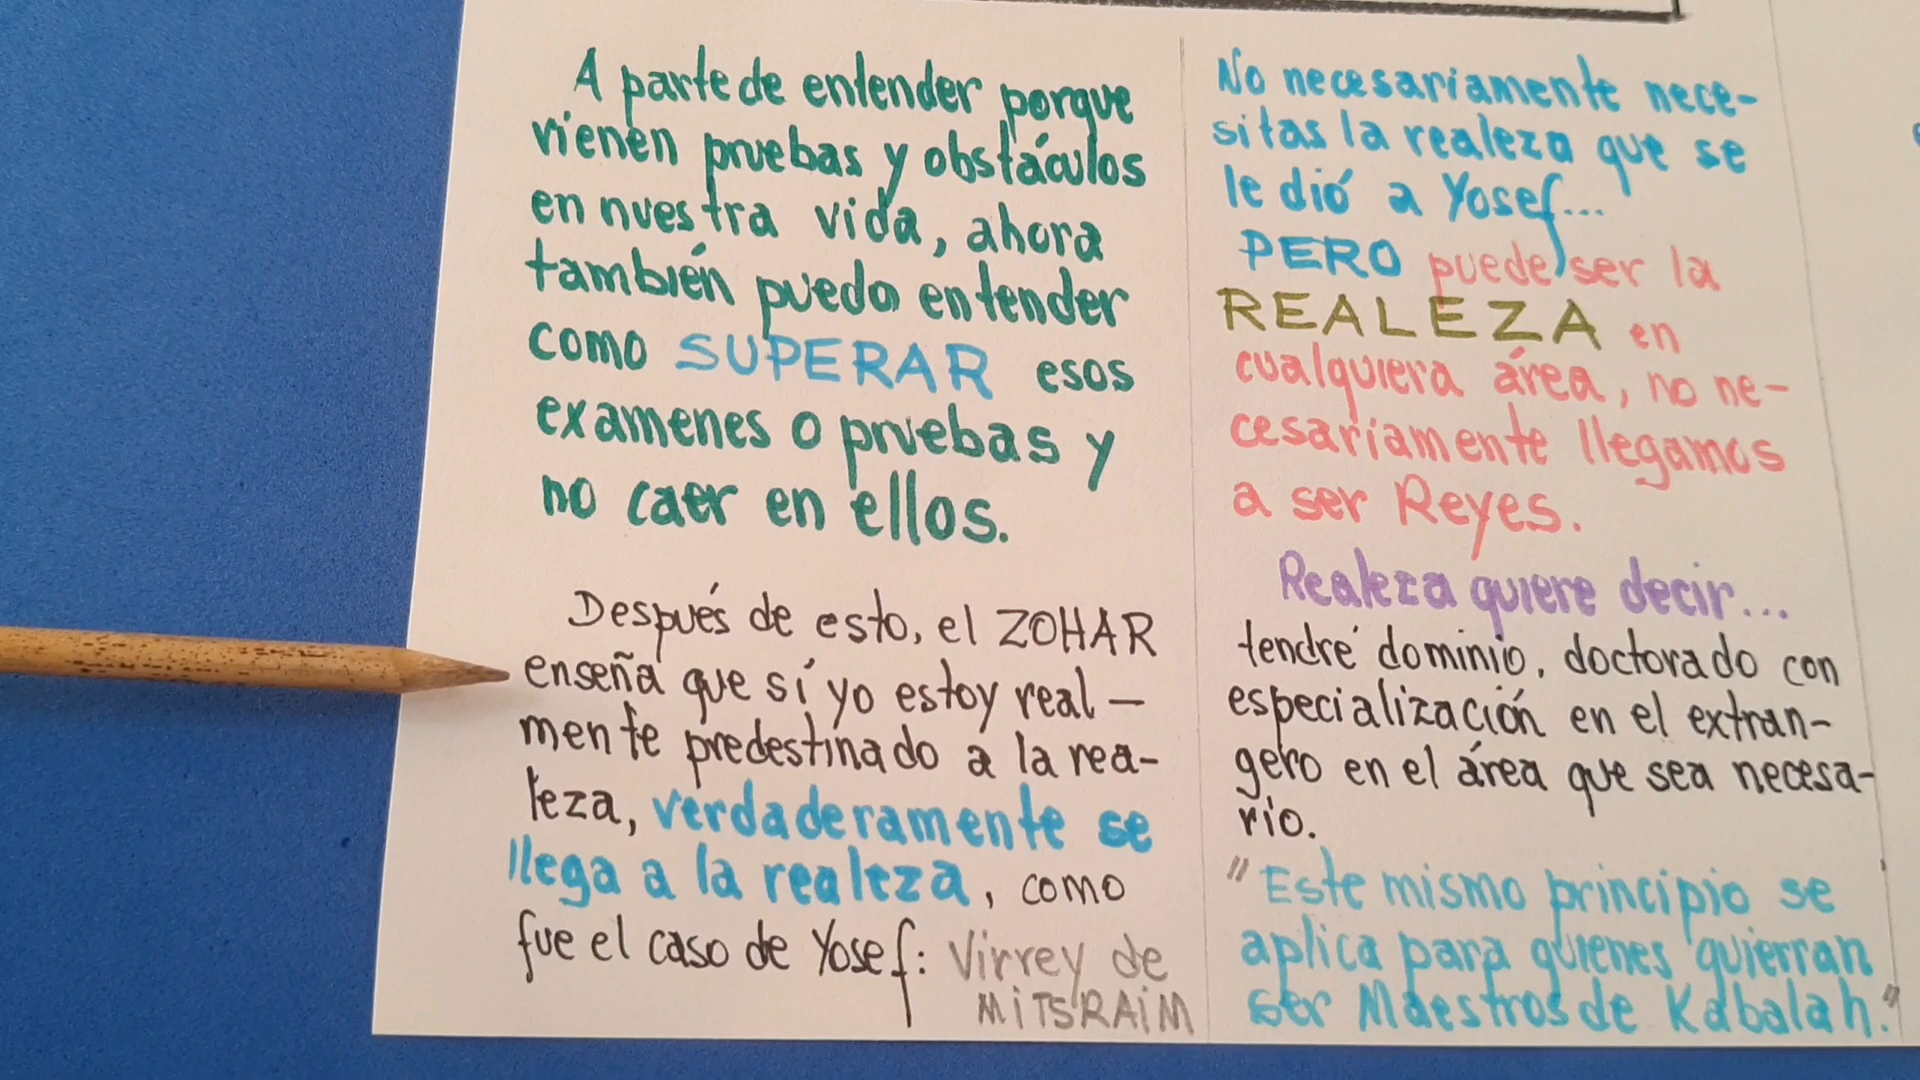 A parte de entender porque
vienen pruebas y obstáculos
en nuestra vida, ahora
también puedo entender
como SUPERAR esos
examenes o pruebas y
no caer en ellos.
Después de esto, el ZOHAR
enseña que sí yo estoy real-
mente predestinado a la rea-
leza, verdaderamente se
llega a la realeza, como
fue el caso de Yosef: Virrey de
MiTSRAiM
No necesariamente nece-
sitas la realeza que se
le dió a Yosef...
PERO puede ser la
REALEZA en
cualquiera área, no ne-
cesariamente llegamos
a ser Reyes.
Realeza quiere decir...
tendré dominio, doctorado con
especialización en el extran-
gero en el área que sea necesa-
rio.
"Este mismo principio se
aplica para quienes quierran
ser Maestros de Kabalah."